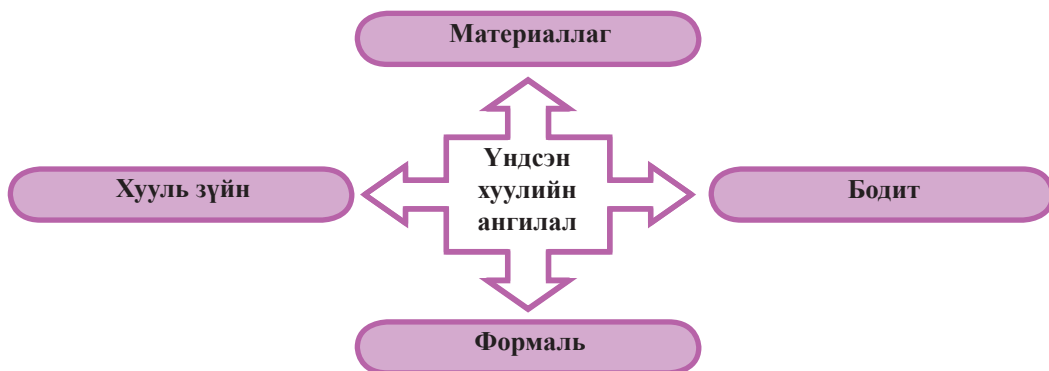 Материаллаг
Хууль зүйн
Үндсэн
хуулийн
ангилал
Бодит
Формаль